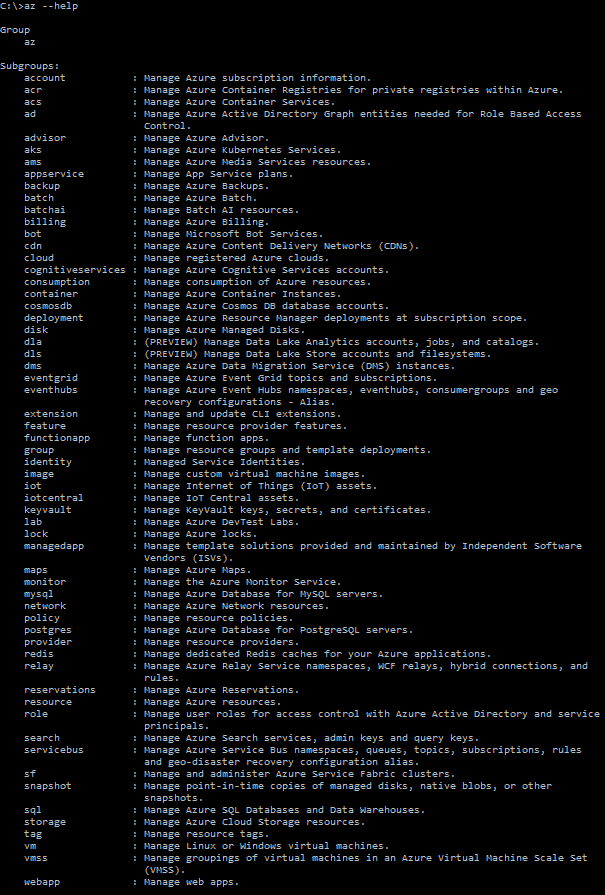 C:\>az --help
Group
az
Subgroups:
account : Manage Azure subscription information.
acr : Manage Azure Container Registries for private registries within Azure.
acs : Manage Azure Container Services.
ad : Manage Azure Active Directory Graph entities needed for Role Based Access
Control.
advisor : Manage Azure Advisor.
aks : Manage Azure Kubernetes Services.
ams : Manage Azure Media Services resources.
appservice : Manage App Service plans.
backup : Manage Azure Backups.
batch : Manage Azure Batch.
batchai : Manage Batch AI resources.
billing : Manage Azure Billing.
bot : Manage Microsoft Bot Services.
cdn : Manage Azure Content Delivery Networks (CDNs).
cloud : Manage registered Azure clouds.
cognitiveservices : Manage Azure Cognitive Services accounts.
consumption : Manage consumption of Azure resources.
container : Manage Azure Container Instances.
cosmosdb : Manage Azure Cosmos DB database accounts.
deployment : Manage Azure Resource Manager deployments at subscription scope.
disk : Manage Azure Managed Disks.
dla : (PREVIEW) Manage Data Lake Analytics accounts, jobs, and catalogs.
dls : (PREVIEW) Manage Data Lake Store accounts and filesystems.
dms : Manage Azure Data Migration Service (DMS) instances.
eventgrid : Manage Azure Event Grid topics and subscriptions.
eventhubs : Manage Azure Event Hubs namespaces, eventhubs, consumergroups and geo
recovery configurations - Alias.
extension : Manage and update CLI extensions.
feature : Manage resource provider features.
functionapp : Manage function apps.
group : Manage resource groups and template deployments.
identity : Managed Service Identities.
image : Manage custom virtual machine images.
iot : Manage Internet of Things (IoT) assets.
iotcentral : Manage IoT Central assets.
keyvault : Manage KeyVault keys, secrets, and certificates.
lab : Manage Azure DevTest Labs.
lock : Manage Azure locks.
managedapp : Manage template solutions provided and maintained by Independent Software
Vendors (ISVs).
maps : Manage Azure Maps.
monitor : Manage the Azure Monitor Service.
mysql : Manage Azure Database for MySQL servers.
network : Manage Azure Network resources.
policy : Manage resource policies.
postgres : Manage Azure Database for PostgreSQL servers.
provider : Manage resource providers.
redis : Manage dedicated Redis caches for your Azure applications.
relay : Manage Azure Relay Service namespaces, WCF relays, hybrid connections, and
rules.
reservations : Manage Azure Reservations.
resource : Manage Azure resources.
role : Manage user roles for access control with Azure Active Directory and service
principals.
search : Manage Azure Search services, admin keys and query keys.
servicebus : Manage Azure Service Bus namespaces, queues, topics, subscriptions, rules
and geo-disaster recovery configuration alias.
sf : Manage and administer Azure Service Fabric clusters.
snapshot : Manage point-in-time copies of managed disks, native blobs, or other
snapshots.
sql : Manage Azure SQL Databases and Data Warehouses.
storage : Manage Azure Cloud Storage resources.
tag : Manage resource tags.
vm : Manage Linux or Windows virtual machines.
vmss : Manage groupings of virtual machines in an Azure Virtual Machine Scale Set
(VMSS).
webapp : Manage web apps.